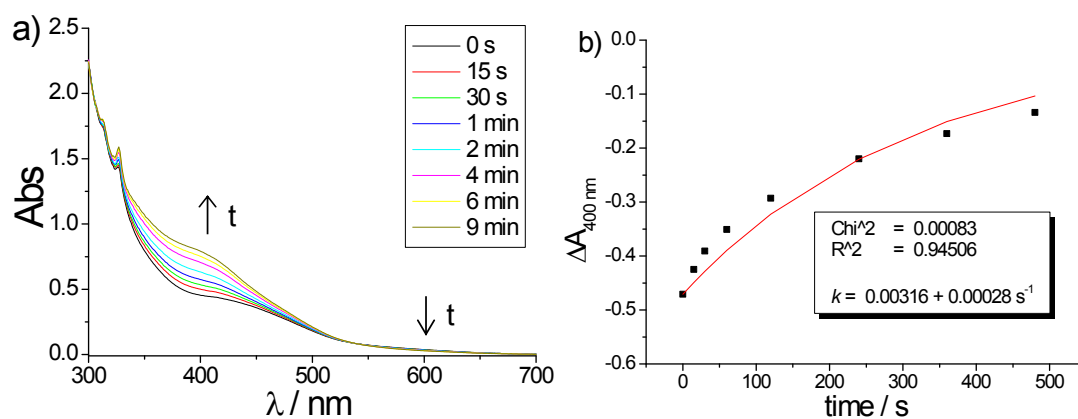 a)
2.5
2.0
1.5
1.0
0.5
0.0
Abs
300 400 500 600 700
λ / nm
0 s
15 s
30 s
1 min
2 min
4 min
6 min
9 min
t
t
b)
0.0
-0.1
-0.2
-0.3
-0.4
-0.5
-0.6
ΔA400 nm
0 100 200 300 400 500
time / s
Chi^2 = 0.00083
R^2 = 0.94506
k = 0.00316 + 0.00028 s-1